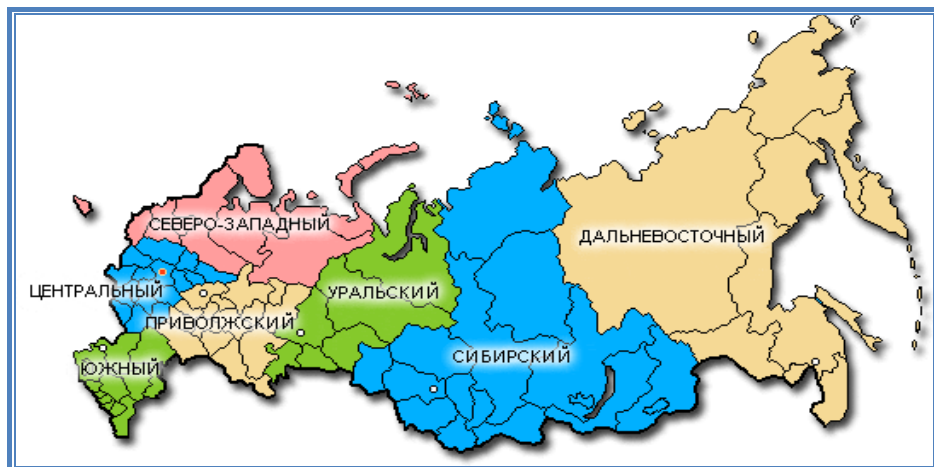 СЕВЕРО-ЗАПАДНЫЙ
ДАЛЬНЕВОСТОЧНЫЙ
ЦЕНТРАЛЬНЫЙ
УРАЛЬСКИЙ
ПРИВОЛЖСКИЙ
СИБИРСКИЙ
ЮЖНЫЙ